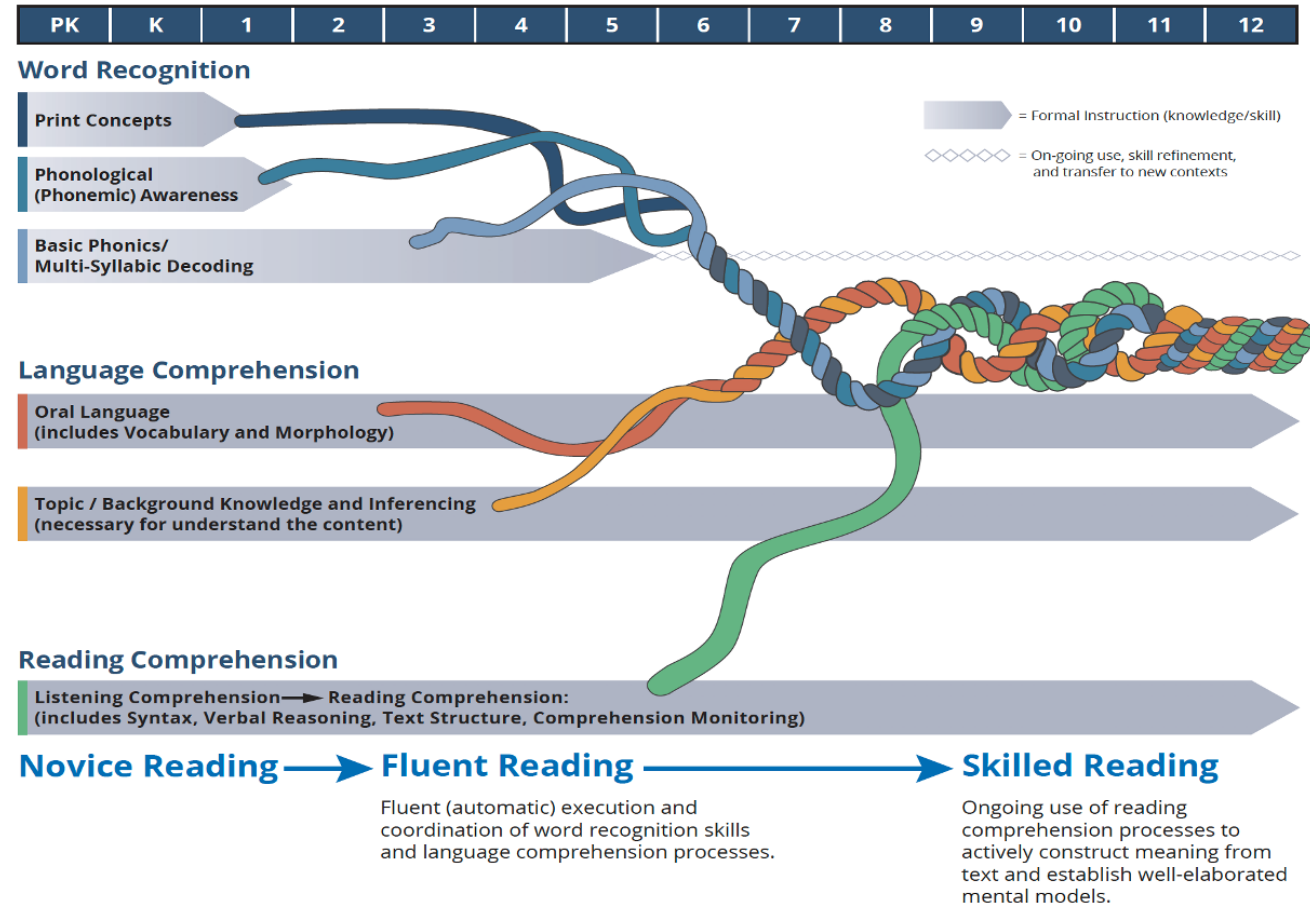 PK K 1 2 3 4 5 6 7 8 9 10 11 12
Word Recognition
Print Concepts
Phonological
(Phonemic) Awareness
Basic Phonics/
Multi-Syllabic Decoding
= Formal Instruction (knowledge/skill)
= On-going use, skill refinement,
and transfer to new contexts
Language Comprehension
Oral Language
(includes Vocabulary and Morphology)
Topic / Background Knowledge and Inferencing
(necessary for understand the content)
Reading Comprehension
Listening Comprehension → Reading Comprehension:
(includes Syntax, Verbal Reasoning, Text Structure, Comprehension Monitoring)
Novice Reading → Fluent Reading → Skilled Reading
Fluent (automatic) execution and
coordination of word recognition skills
and language comprehension processes.
Ongoing use of reading
comprehension processes to
actively construct meaning from
text and establish well-elaborated
mental models.